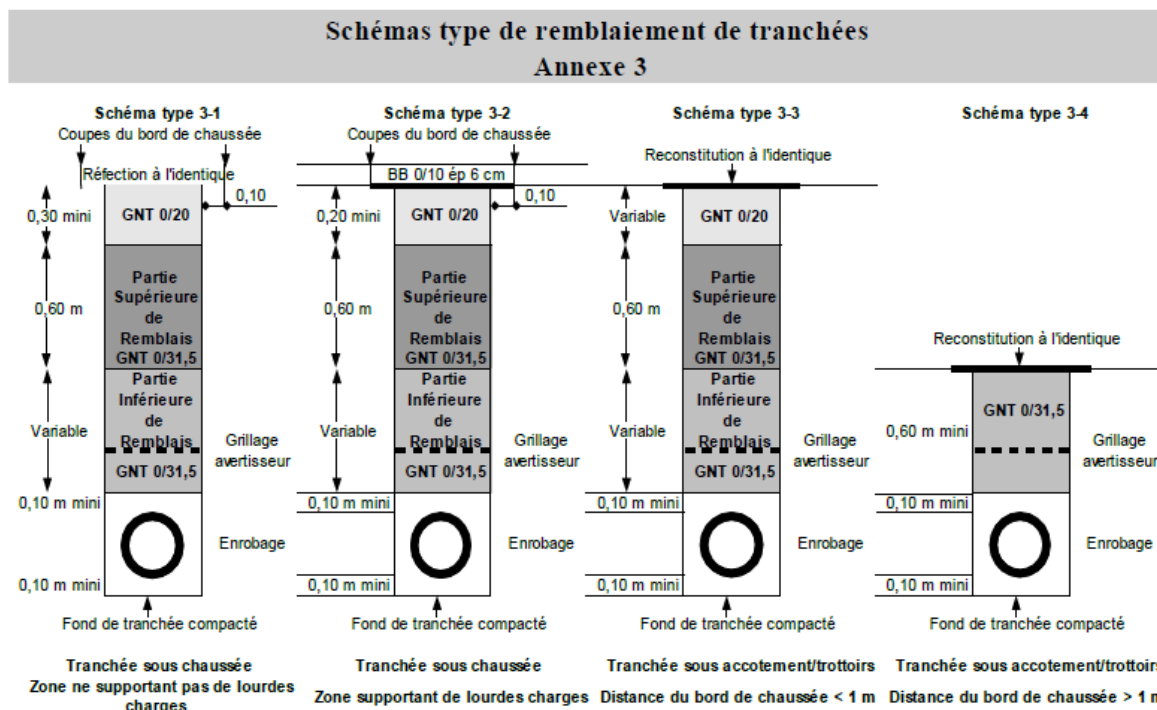 Schémas type de remblaiement de tranchées
Annexe 3
Schéma type 3-1
Coupes du bord de chaussée
Réfection à l'identique
0,10
0,30 mini
GNT 0/20
0,60 m
Partie
Supérieure
de
Remblais
GNT 0/31,5
Variable
Partie
Inférieure
de
Remblais
GNT 0/31,5
Grillage
avertisseur
0,10 m mini
Enrobage
0,10 m mini
Fond de tranchée compacté
Tranchée sous chaussée
Zone ne supportant pas de lourdes
charges
Schéma type 3-2
Coupes du bord de chaussée
BB 0/10 ép 6 cm
0,10
0,20 mini
GNT 0/20
0,60 m
Partie
Supérieure
de
Remblais
GNT 0/31,5
Variable
Partie
Inférieure
de
Remblais
GNT 0/31,5
Grillage
avertisseur
0,10 m mini
Enrobage
0,10 m mini
Fond de tranchée compacté
Tranchée sous chaussée
Zone supportant de lourdes charges
Schéma type 3-3
Reconstitution à l'identique
Variable
GNT 0/20
0,60 m
Partie
Supérieure
de
Remblais
GNT 0/31,5
Variable
Partie
Inférieure
de
Remblais
GNT 0/31,5
Grillage
avertisseur
0,10 m mini
Enrobage
0,10 m mini
Fond de tranchée compacté
Tranchée sous accotement/trottoirs
Distance du bord de chaussée < 1 m
Schéma type 3-4
Reconstitution à l'identique
GNT 0/31,5
0,60 m mini
Grillage
avertisseur
0,10 m mini
Enrobage
0,10 m mini
Fond de tranchée compacté
Tranchée sous accotement/trottoirs
Distance du bord de chaussée > 1 m